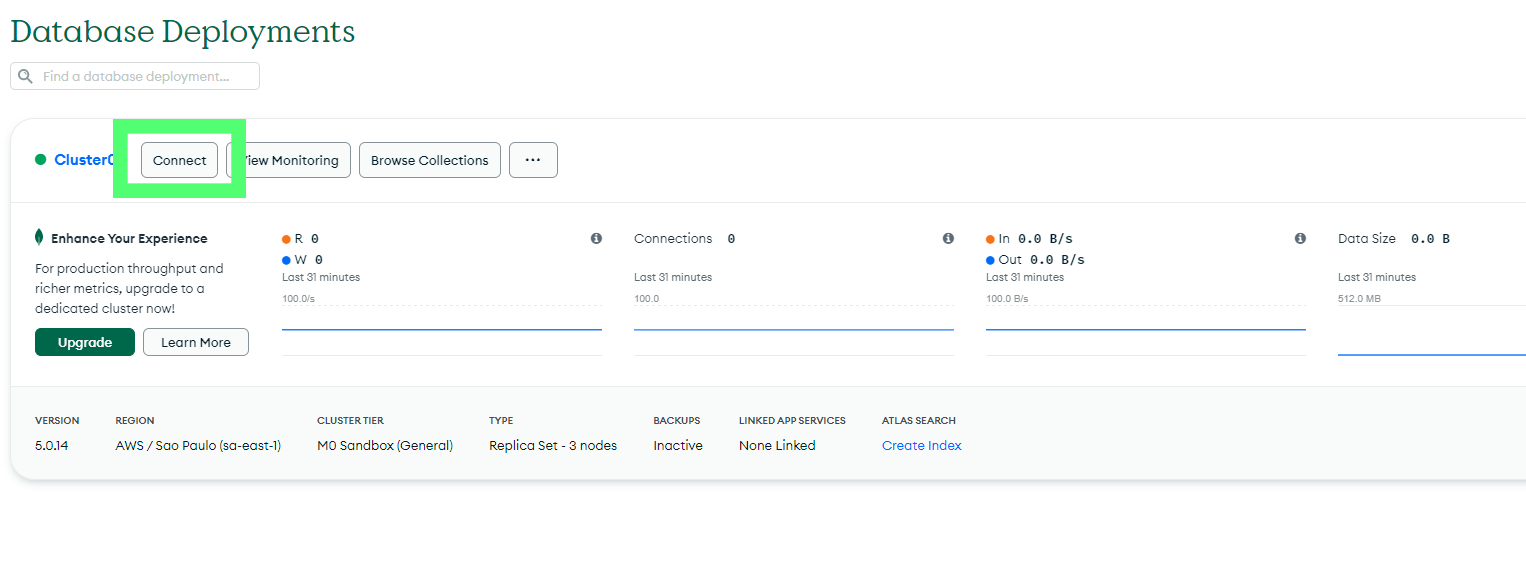 Database Deployments
Find a database deployment...
Cluster0 Connect View Monitoring Browse Collections ...
Enhance Your Experience
For production throughput and
richer metrics, upgrade to a
dedicated cluster now!
Upgrade Learn More
R 0
W 0
Last 31 minutes
100.0/s
Connections 0
Last 31 minutes
100.0
In 0.0 B/s
Out 0.0 B/s
Last 31 minutes
100.0 B/s
Data Size 0.0 B
Last 31 minutes
512.0 MB
VERSION REGION CLUSTER TIER TYPE BACKUPS LINKED APP SERVICES ATLAS SEARCH
5.0.14 AWS / Sao Paulo (sa-east-1) M0 Sandbox (General) Replica Set - 3 nodes Inactive None Linked Create Index